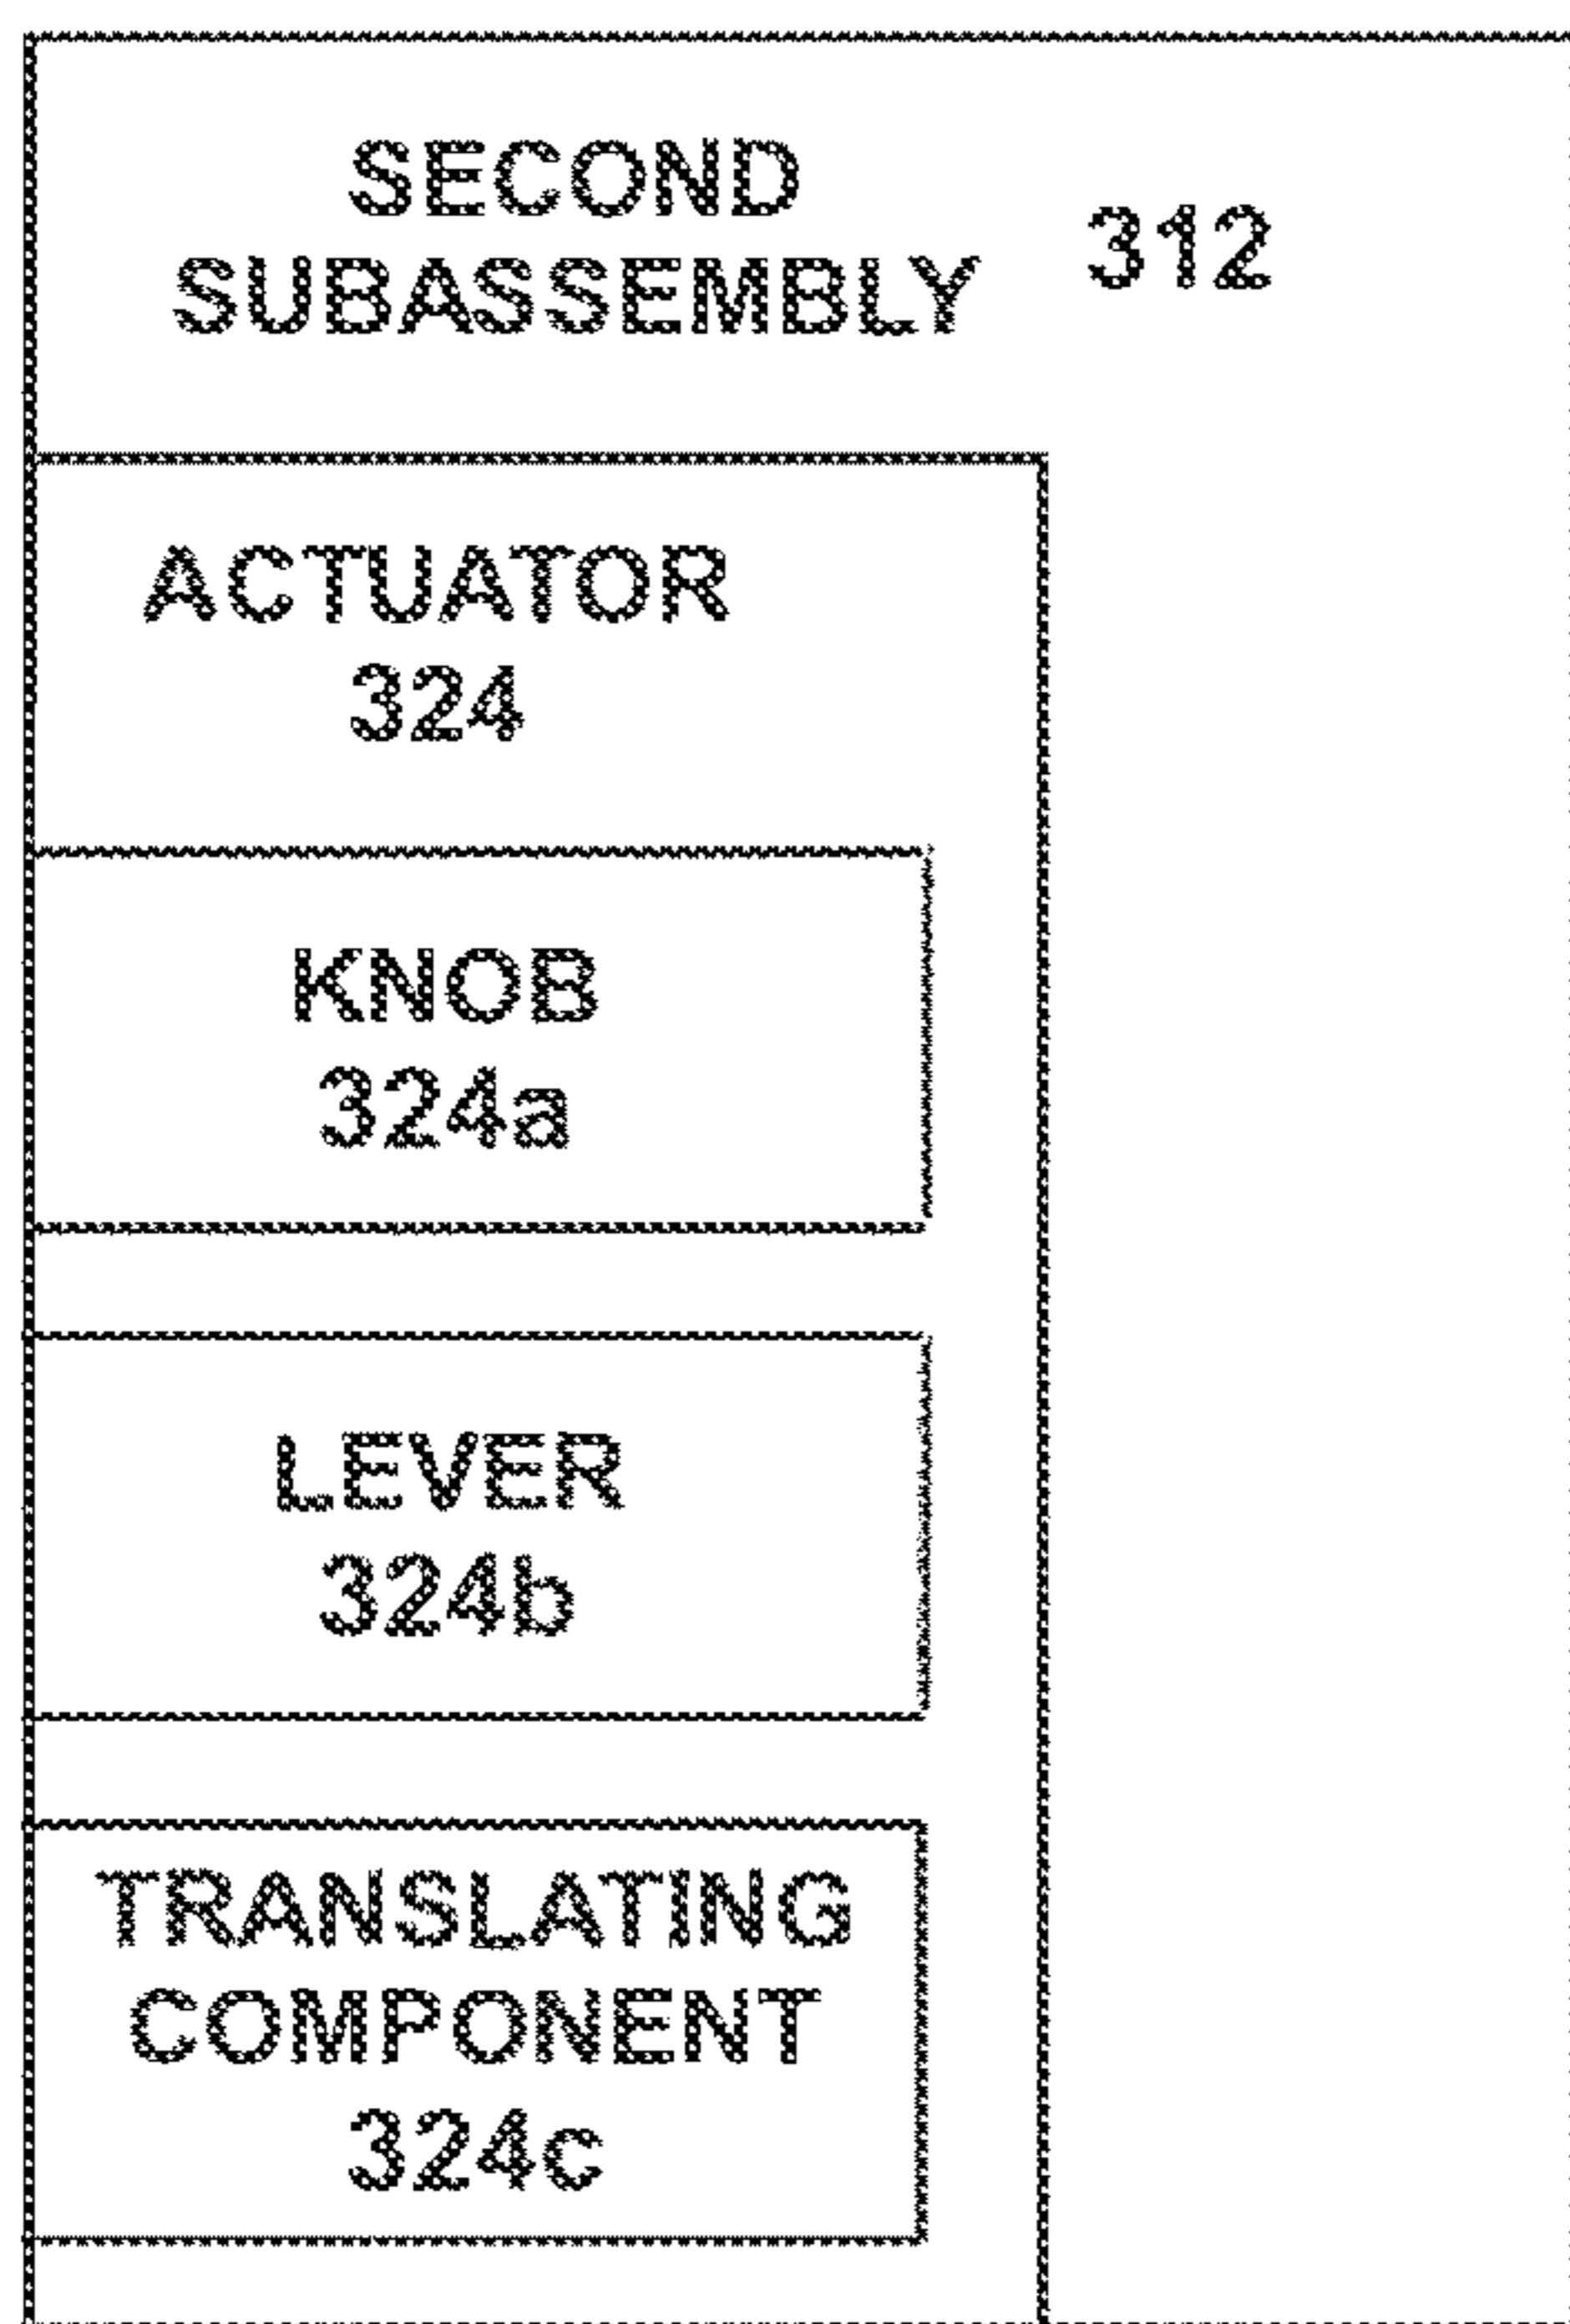 SECOND
SUBASSEMBLY 312
ACTUATOR
324
KNOB
324a
LEVER
324b
TRANSLATING
COMPONENT
324c